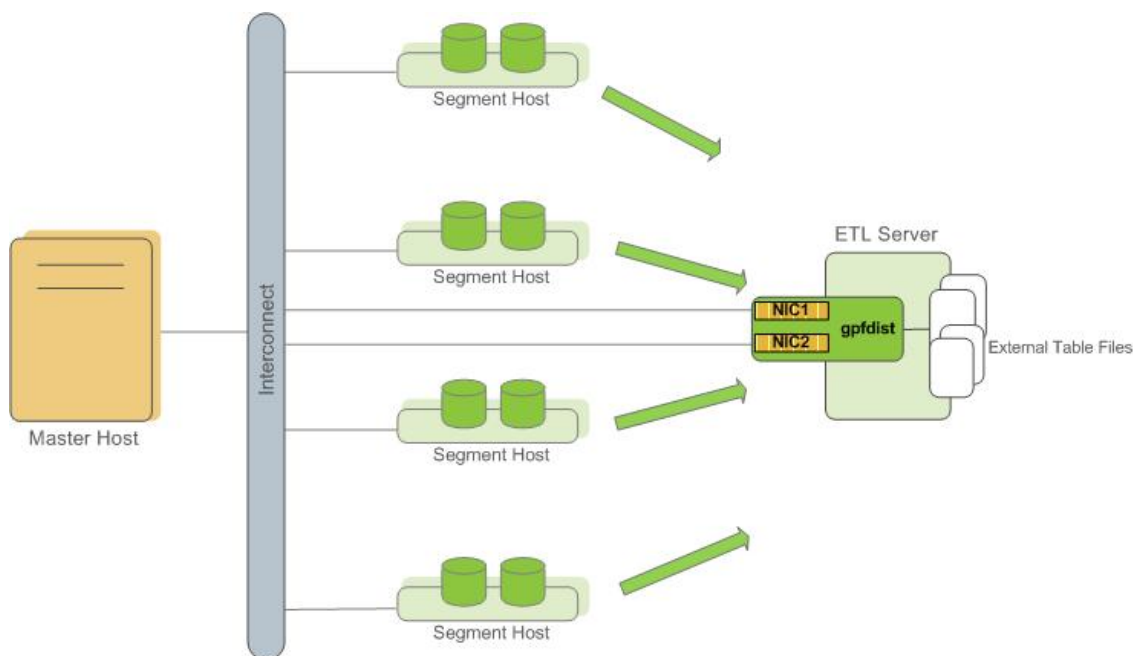 Segment Host
Segment Host
ETL Server
NIC1
gpfdist
NIC2
External Table Files
Interconnect
Master Host
Segment Host
Segment Host